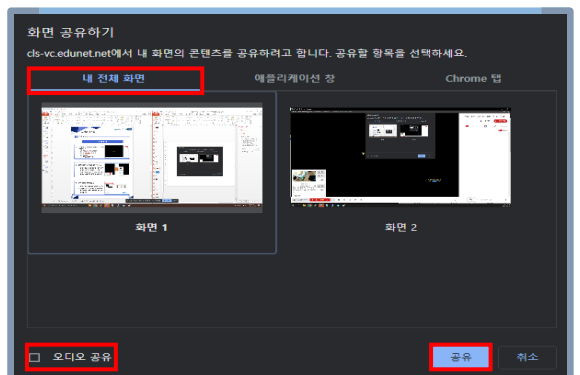 화면 공유하기
cls-vc.edunet.net에서 내 화면의 콘텐츠를 공유하려고 합니다. 공유할 항목을 선택하세요.
내 전체 화면
애플리케이션 창
Chrome 탭
화면 1
화면 2
오디오 공유
공유
취소